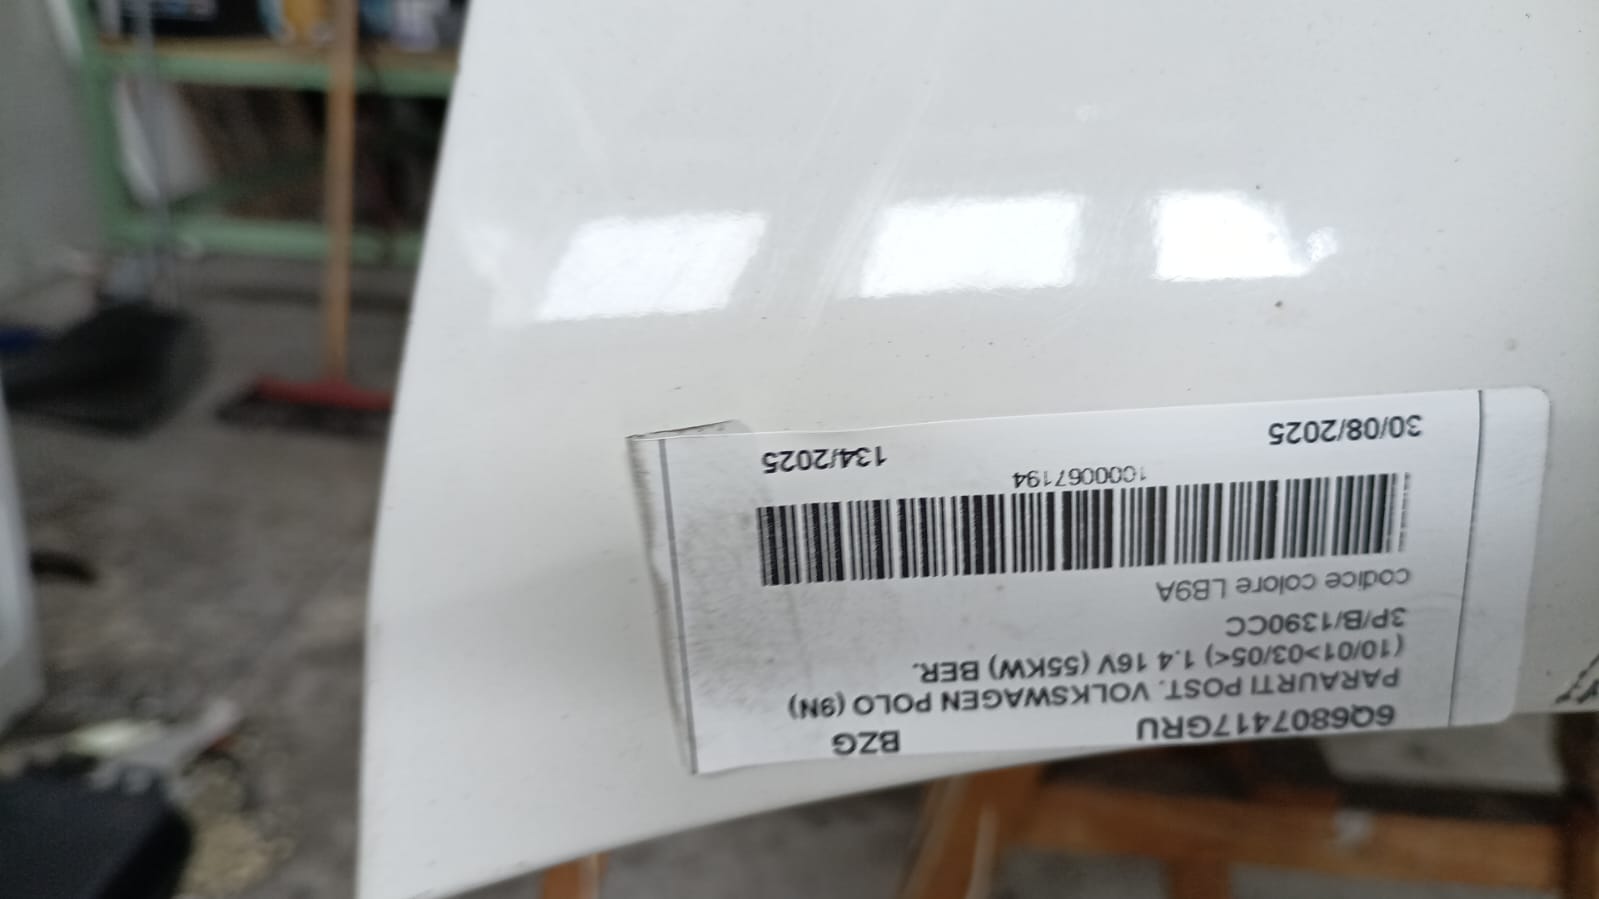 6Q6807417GRU BZG
PARAURTI POST. VOLKSWAGEN POLO (9N)
(10/01>03/05<) 1.4 16V (55KW) BER.
3P/B/1390CC
codice colore LB9A
1000067194
30/08/2025 134/2025